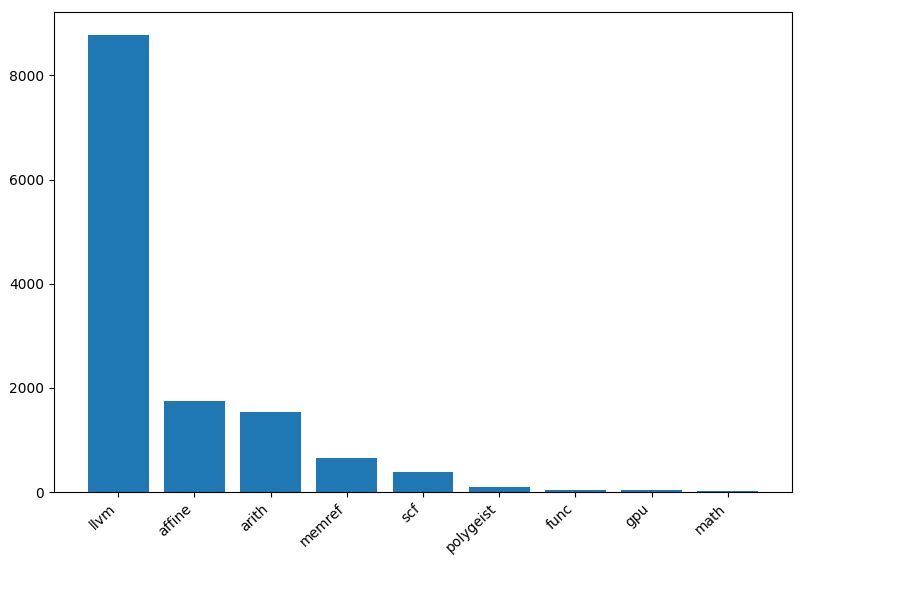 8000
6000
4000
2000
0
llvm
affine
arith
memref
scf
polygeist
func
gpu
math